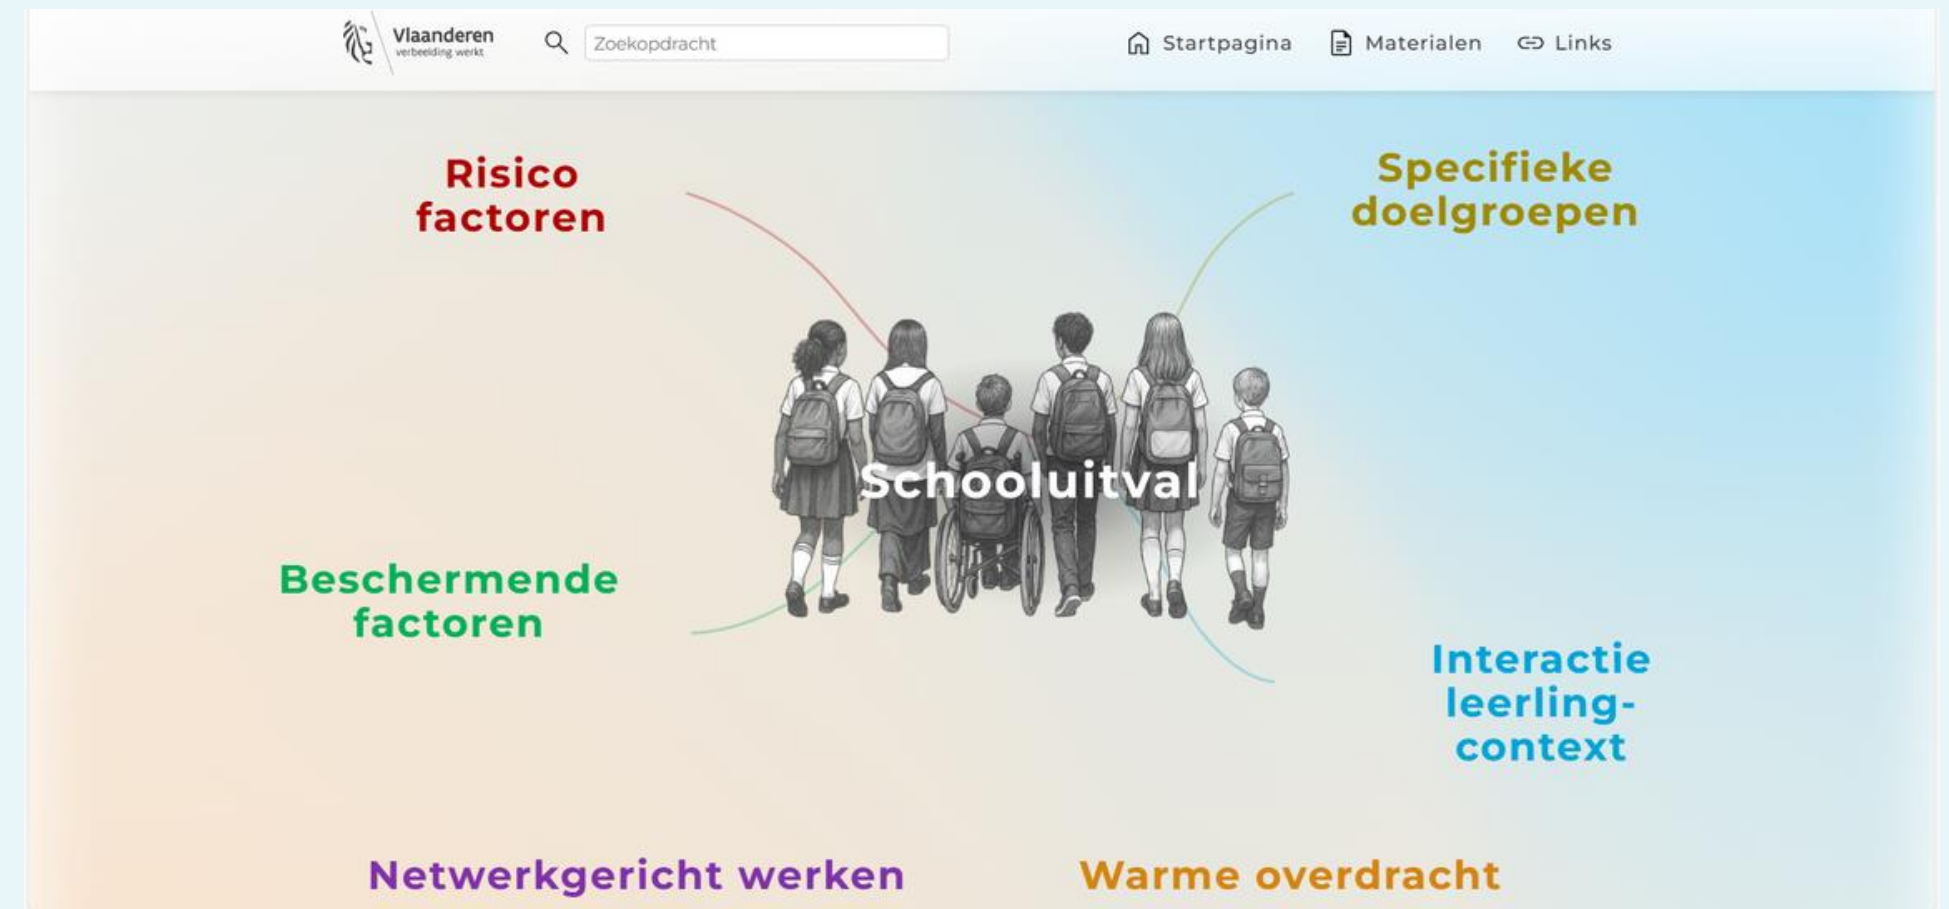 Vlaanderen
verbeelding werkt
Zoekopdracht
Startpagina
Materialen
Links
Risico
factoren
Specifieke
doelgroepen
Schooluitval
Beschermende
factoren
Interactie
leerling-
context
Netwerkgericht werken
Warme overdracht